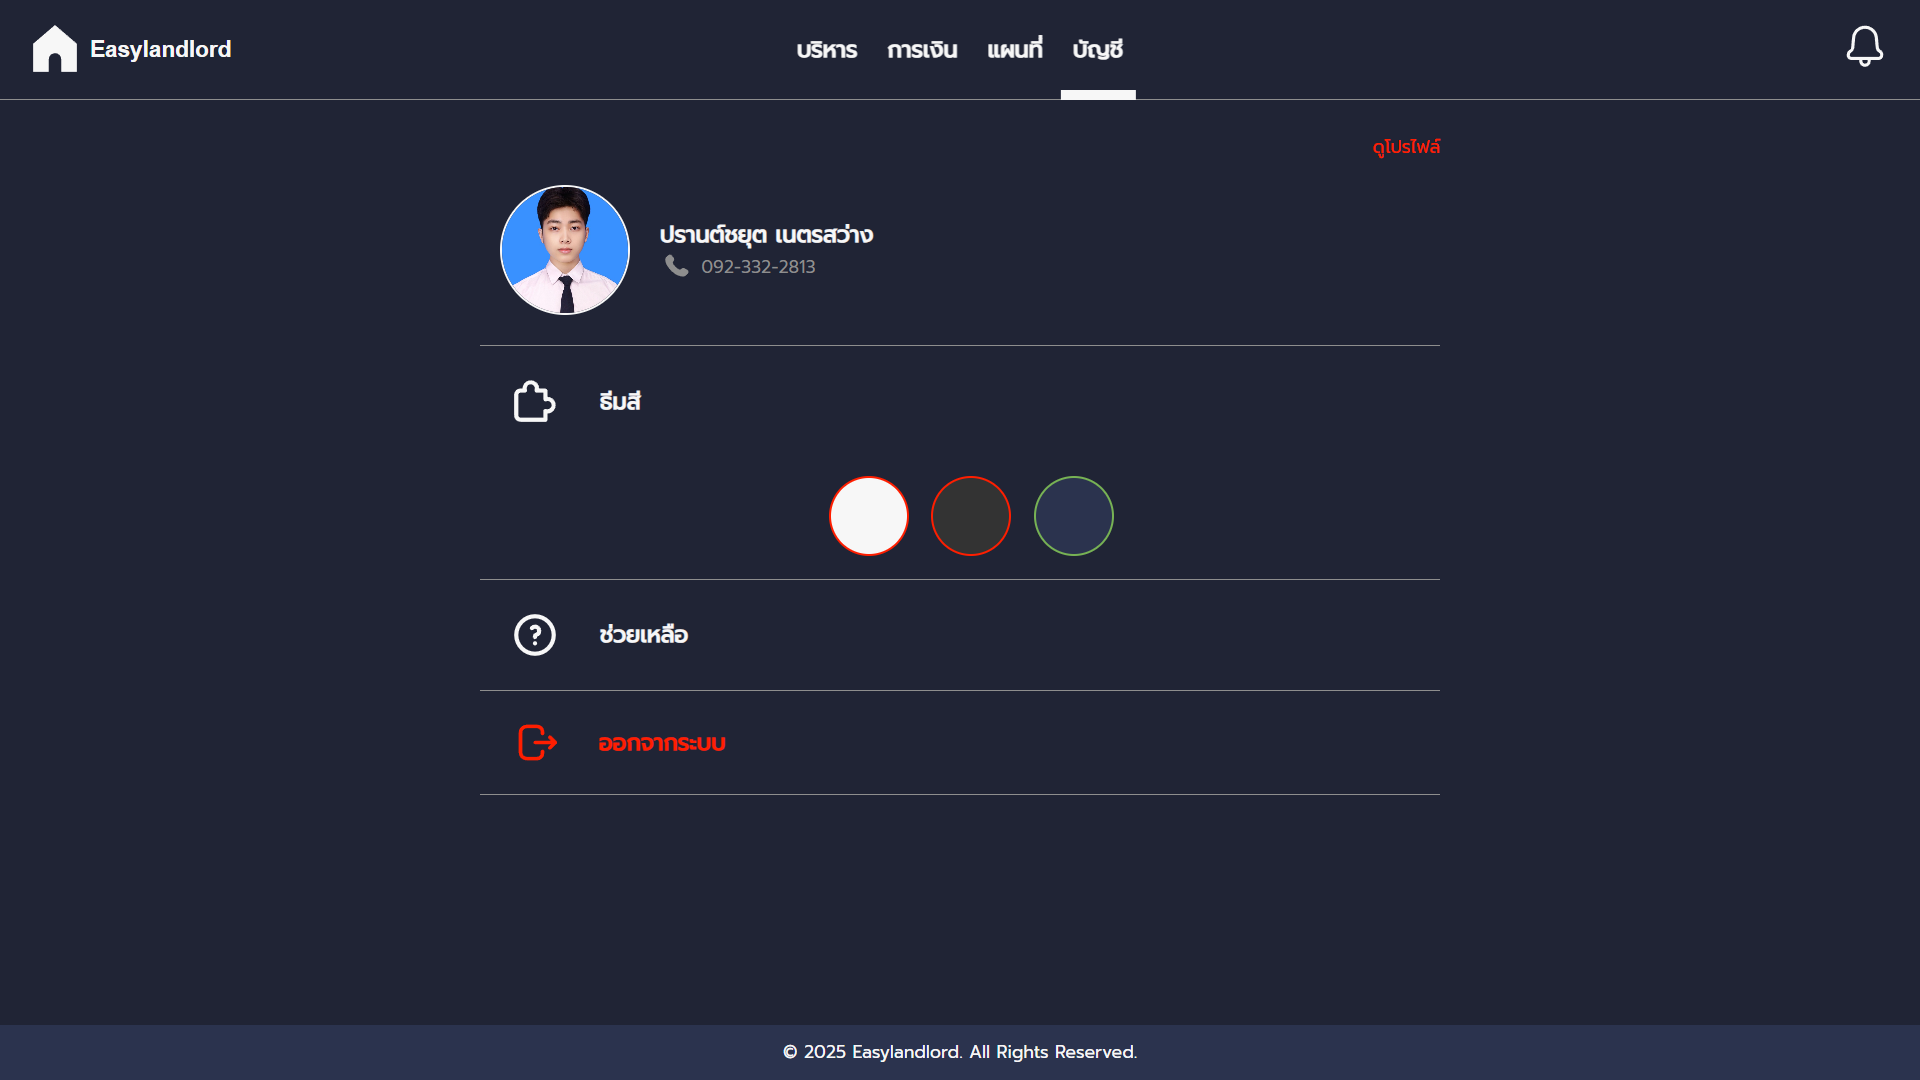 Easylandlord
บริหาร การเงิน แผนที่ บัญชี
ดูโปรไฟล์
ปรานต์ชยุต เนตรสว่าง
092-332-2813
ธีมสี
ช่วยเหลือ
ออกจากระบบ
© 2025 Easylandlord. All Rights Reserved.